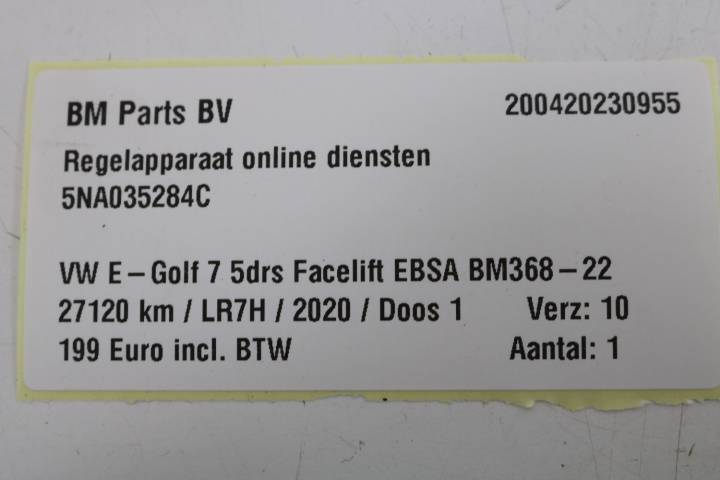 BM Parts BV 200420230955
Regelapparaat online diensten
5NA035284C
VW E-Golf 7 5drs Facelift EBSA BM368-22
27120 km / LR7H / 2020 / Doos 1 Verz: 10
199 Euro incl. BTW Aantal: 1